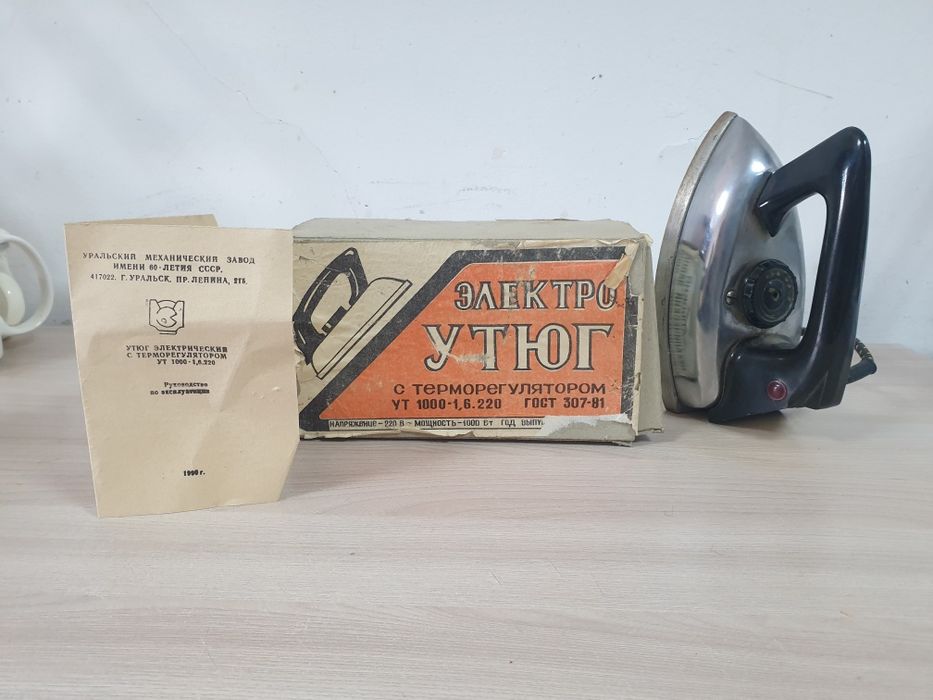 УРАЛЬСКИЙ МЕХАНИЧЕСКИЙ ЗАВОД
ИМЕНИ 60-ЛЕТИЯ СССР.
417022. Г. УРАЛЬСК, ПР. ЛЕНИНА, 215.
УТЮГ ЭЛЕКТРИЧЕСКИЙ
С ТЕРМОРЕГУЛЯТОРОМ
УТ 1000-1,6.220
Руководство
по эксплуатации
1990 г.
ЭЛЕКТРО
УТЮГ
С ТЕРМОРЕГУЛЯТОРОМ
УТ 1000-1,6.220 ГОСТ 307-81
НАПРЯЖЕНИЕ-220 В ~ МОЩНОСТЬ-1000 Вт ГОД ВЫПУ